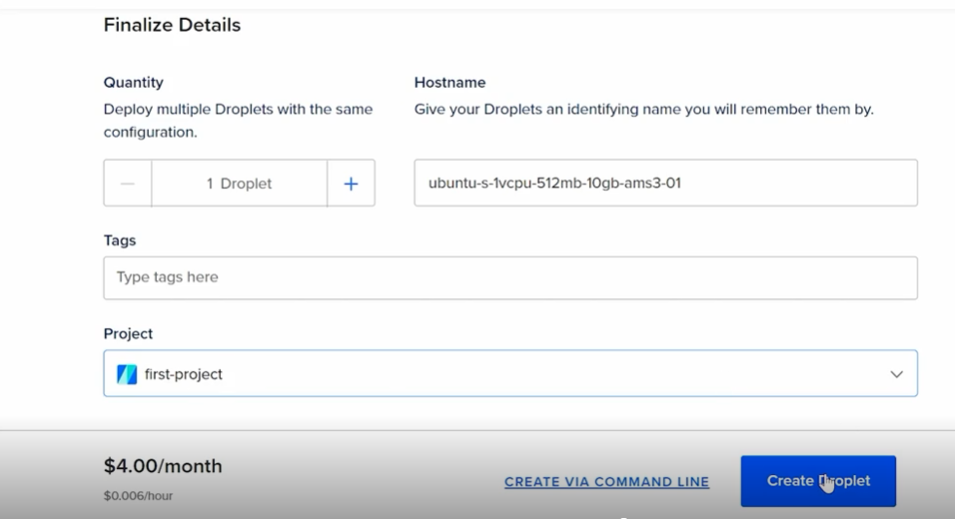 Finalize Details
Quantity
Deploy multiple Droplets with the same
configuration.
1 Droplet
Hostname
Give your Droplets an identifying name you will remember them by.
ubuntu-s-1vcpu-512mb-10gb-ams3-01
Tags
Type tags here
Project
first-project
$4.00/month
$0.006/hour
CREATE VIA COMMAND LINE
Create Droplet